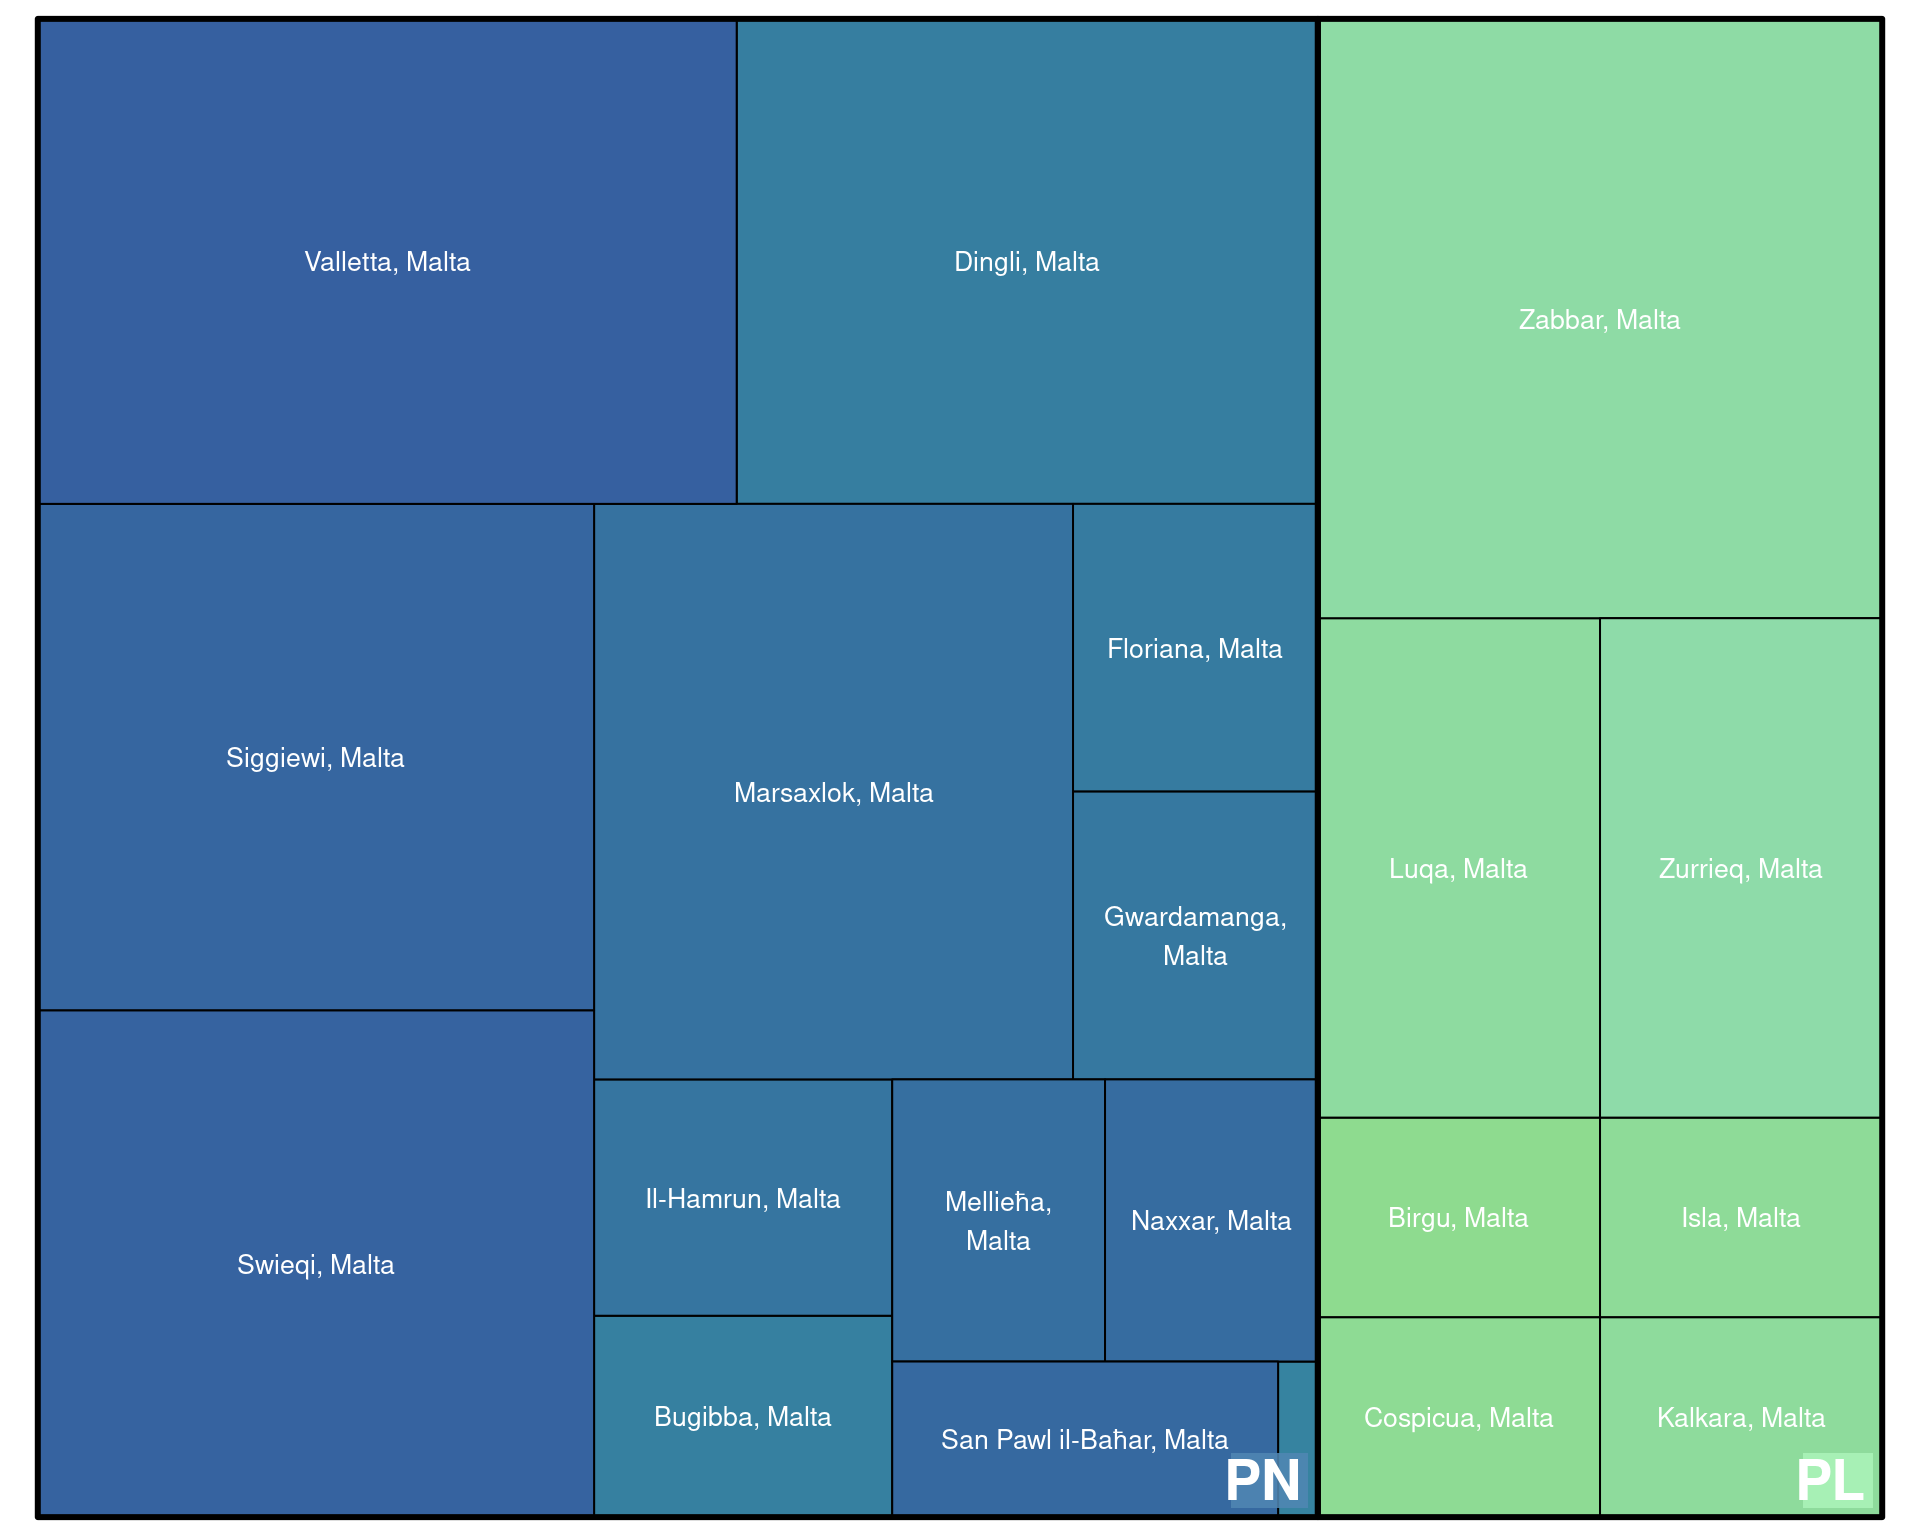 Valletta, Malta
Dingli, Malta
Zabbar, Malta
Siggiewi, Malta
Marsaxlok, Malta
Floriana, Malta
Gwardamanga,
Malta
Luqa, Malta
Zurrieq, Malta
Swieqi, Malta
Il-Hamrun, Malta
Mellieħa,
Malta
Naxxar, Malta
Birgu, Malta
Isla, Malta
Bugibba, Malta
San Pawl il-Baħar, Malta
Cospicua, Malta
Kalkara, Malta
PN
PL